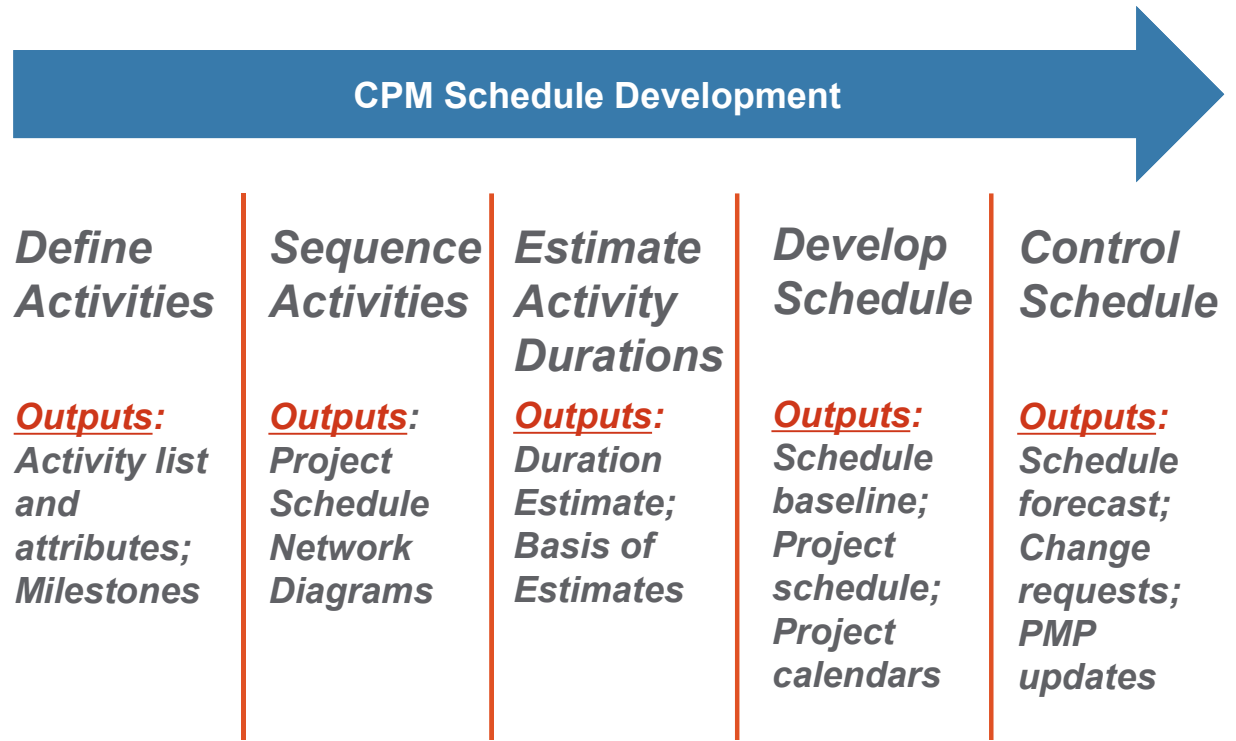 CPM Schedule Development
Define
Activities
Outputs:
Activity list
and
attributes;
Milestones
Sequence
Activities
Outputs:
Project
Schedule
Network
Diagrams
Estimate
Activity
Durations
Outputs:
Duration
Estimate;
Basis of
Estimates
Develop
Schedule
Outputs:
Schedule
baseline;
Project
schedule;
Project
calendars
Control
Schedule
Outputs:
Schedule
forecast;
Change
requests;
PMP
updates